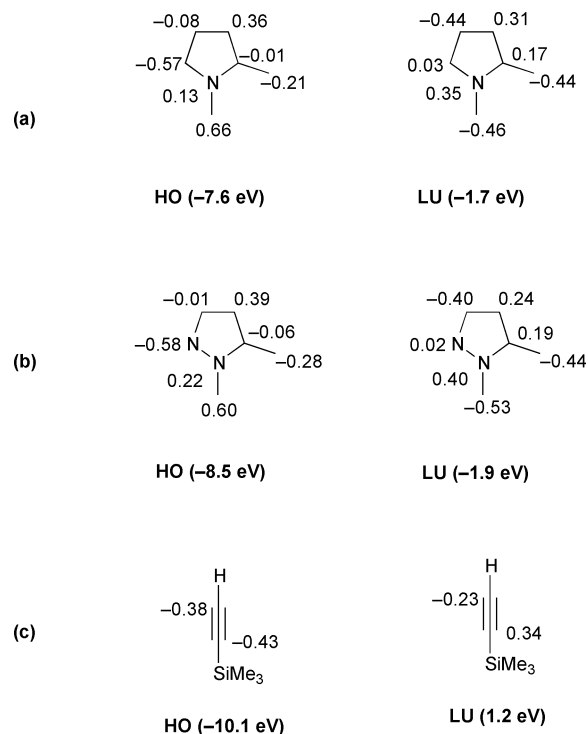 –0.08 0.36 –0.44 0.31
–0.57 –0.01 0.03 0.17
N –0.21 N –0.44
0.13 0.35
(a)
0.66 –0.46
HO (–7.6 eV) LU (–1.7 eV)
–0.01 0.39 –0.40 0.24
–0.58 N –0.06 0.02 N 0.19
(b)
N –0.28 N –0.44
0.22 0.40
0.60 –0.53
HO (–8.5 eV) LU (–1.9 eV)
H H
–0.38 –0.23
(c)
–0.43 0.34
SiMe3 SiMe3
HO (–10.1 eV) LU (1.2 eV)